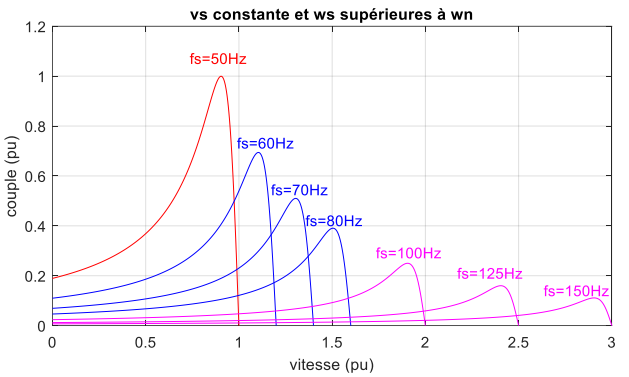 vs constante et ws supérieures à wn
1.2
1
0.8
0.6
0.4
0.2
0
couple (pu)
fs=50Hz
fs=60Hz
fs=70Hz
fs=80Hz
fs=100Hz
fs=125Hz
fs=150Hz
0 0.5 1 1.5 2 2.5 3
vitesse (pu)